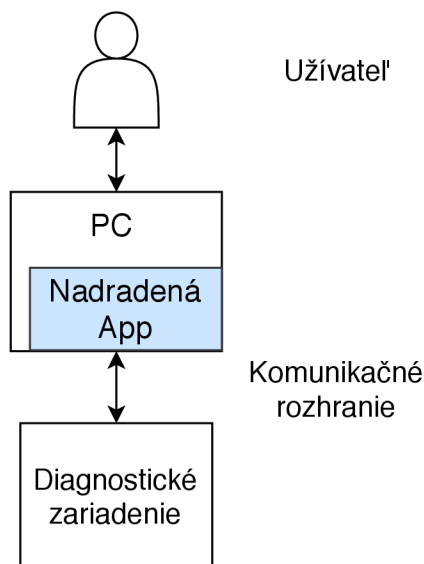 Užívateľ
PC
Nadradená
App
Komunikačné
rozhranie
Diagnostické
zariadenie